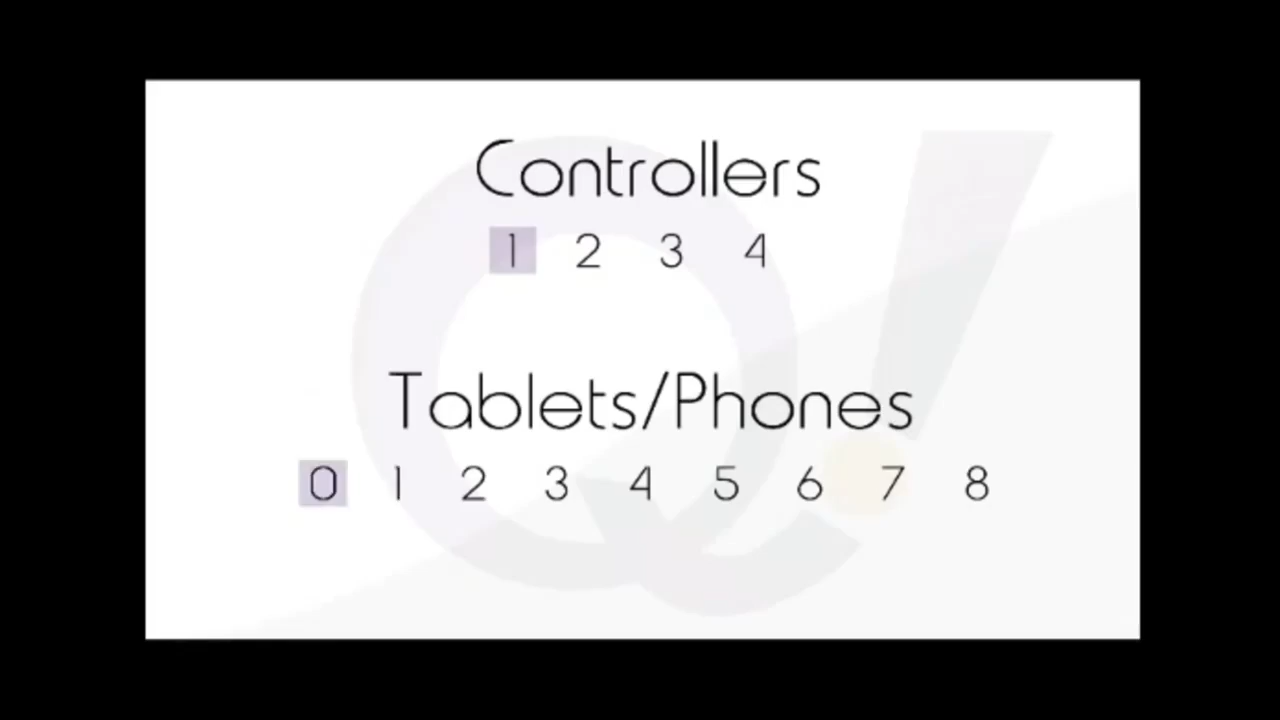 Controllers
1 2 3 4
Tablets/Phones
0 1 2 3 4 5 6 7 8
Q!